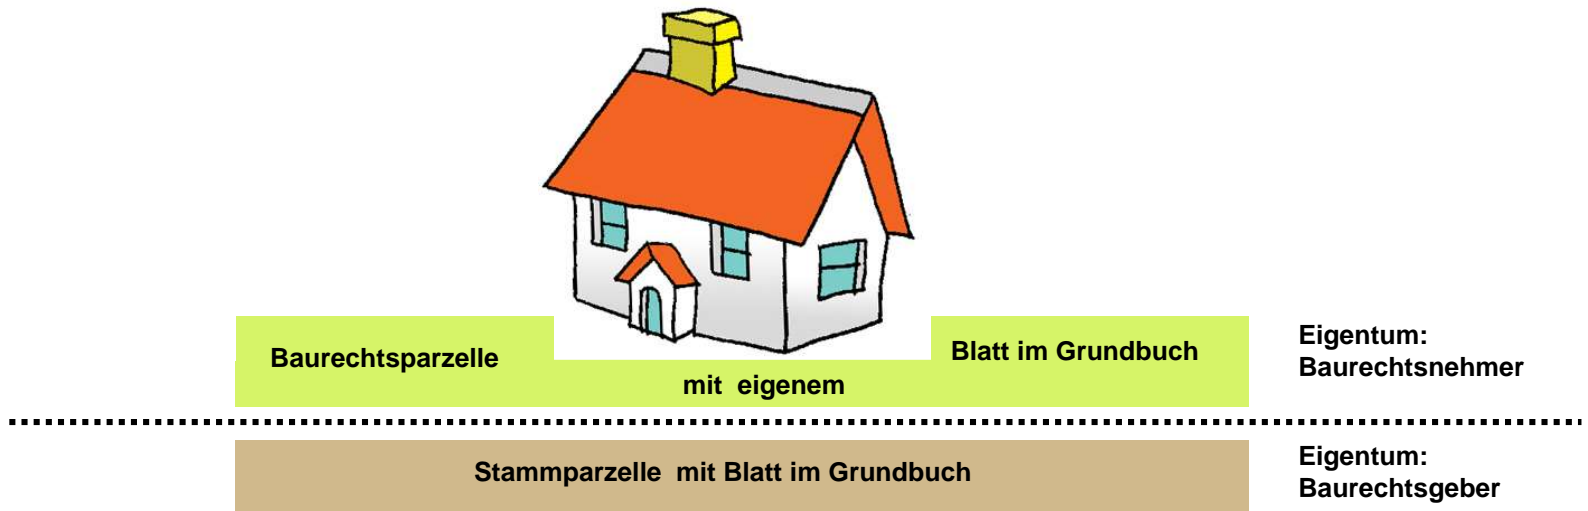 Baurechtsparzelle
mit eigenem
Blatt im Grundbuch
Eigentum:
Baurechtsnehmer
Stammparzelle mit Blatt im Grundbuch
Eigentum:
Baurechtsgeber